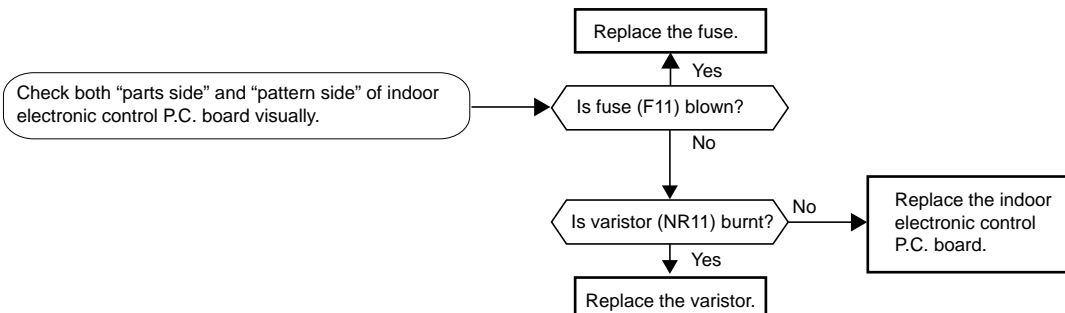 Replace the fuse.
Yes
Check both “parts side” and “pattern side” of indoor
electronic control P.C. board visually.
Is fuse (F11) blown?
No
Is varistor (NR11) burnt?
No
Replace the indoor
electronic control
P.C. board.
Yes
Replace the varistor.